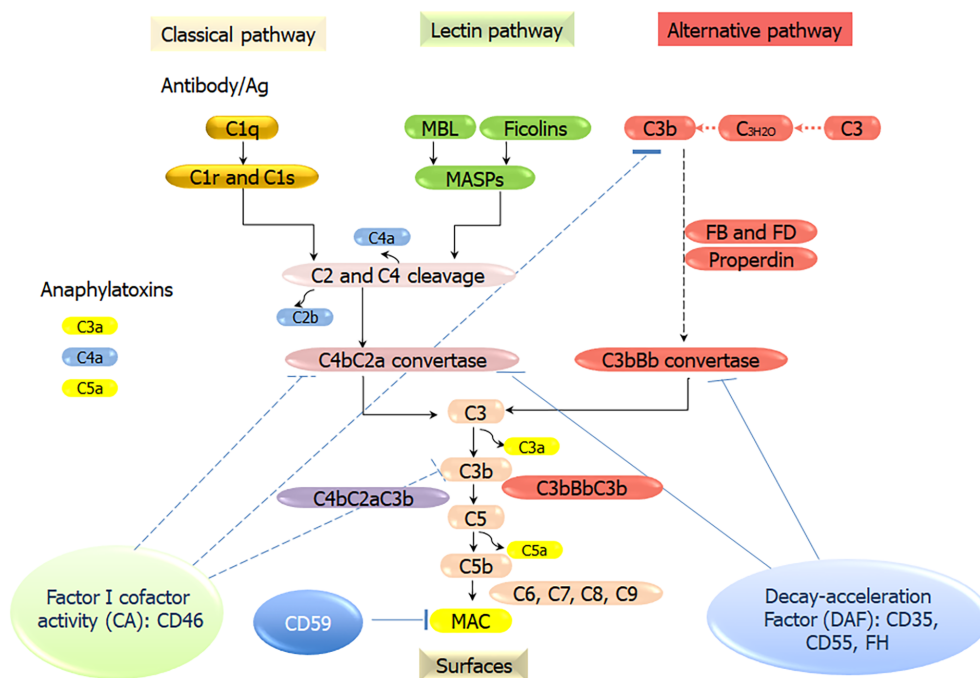 Classical pathway
Lectin pathway
Alternative pathway
Antibody/Ag
C1q
MBL
Ficolins
C3b
C3H2O
C3
C1r and C1s
MASPs
FB and FD
Properdin
C4a
C2 and C4 cleavage
C2b
Anaphylatoxins
C3a
C4a
C5a
C4bC2a convertase
C3bBb convertase
C3
C3a
C3b
C4bC2aC3b
C3bBbC3b
C5
C5a
C5b
C6, C7, C8, C9
MAC
Factor I cofactor
activity (CA): CD46
CD59
Decay-acceleration
Factor (DAF): CD35,
CD55, FH
Surfaces